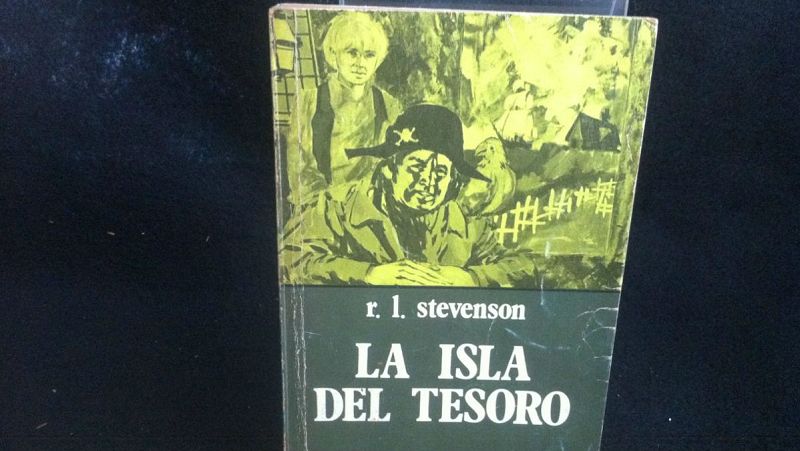 r. l. stevenson
LA ISLA
DEL TESORO